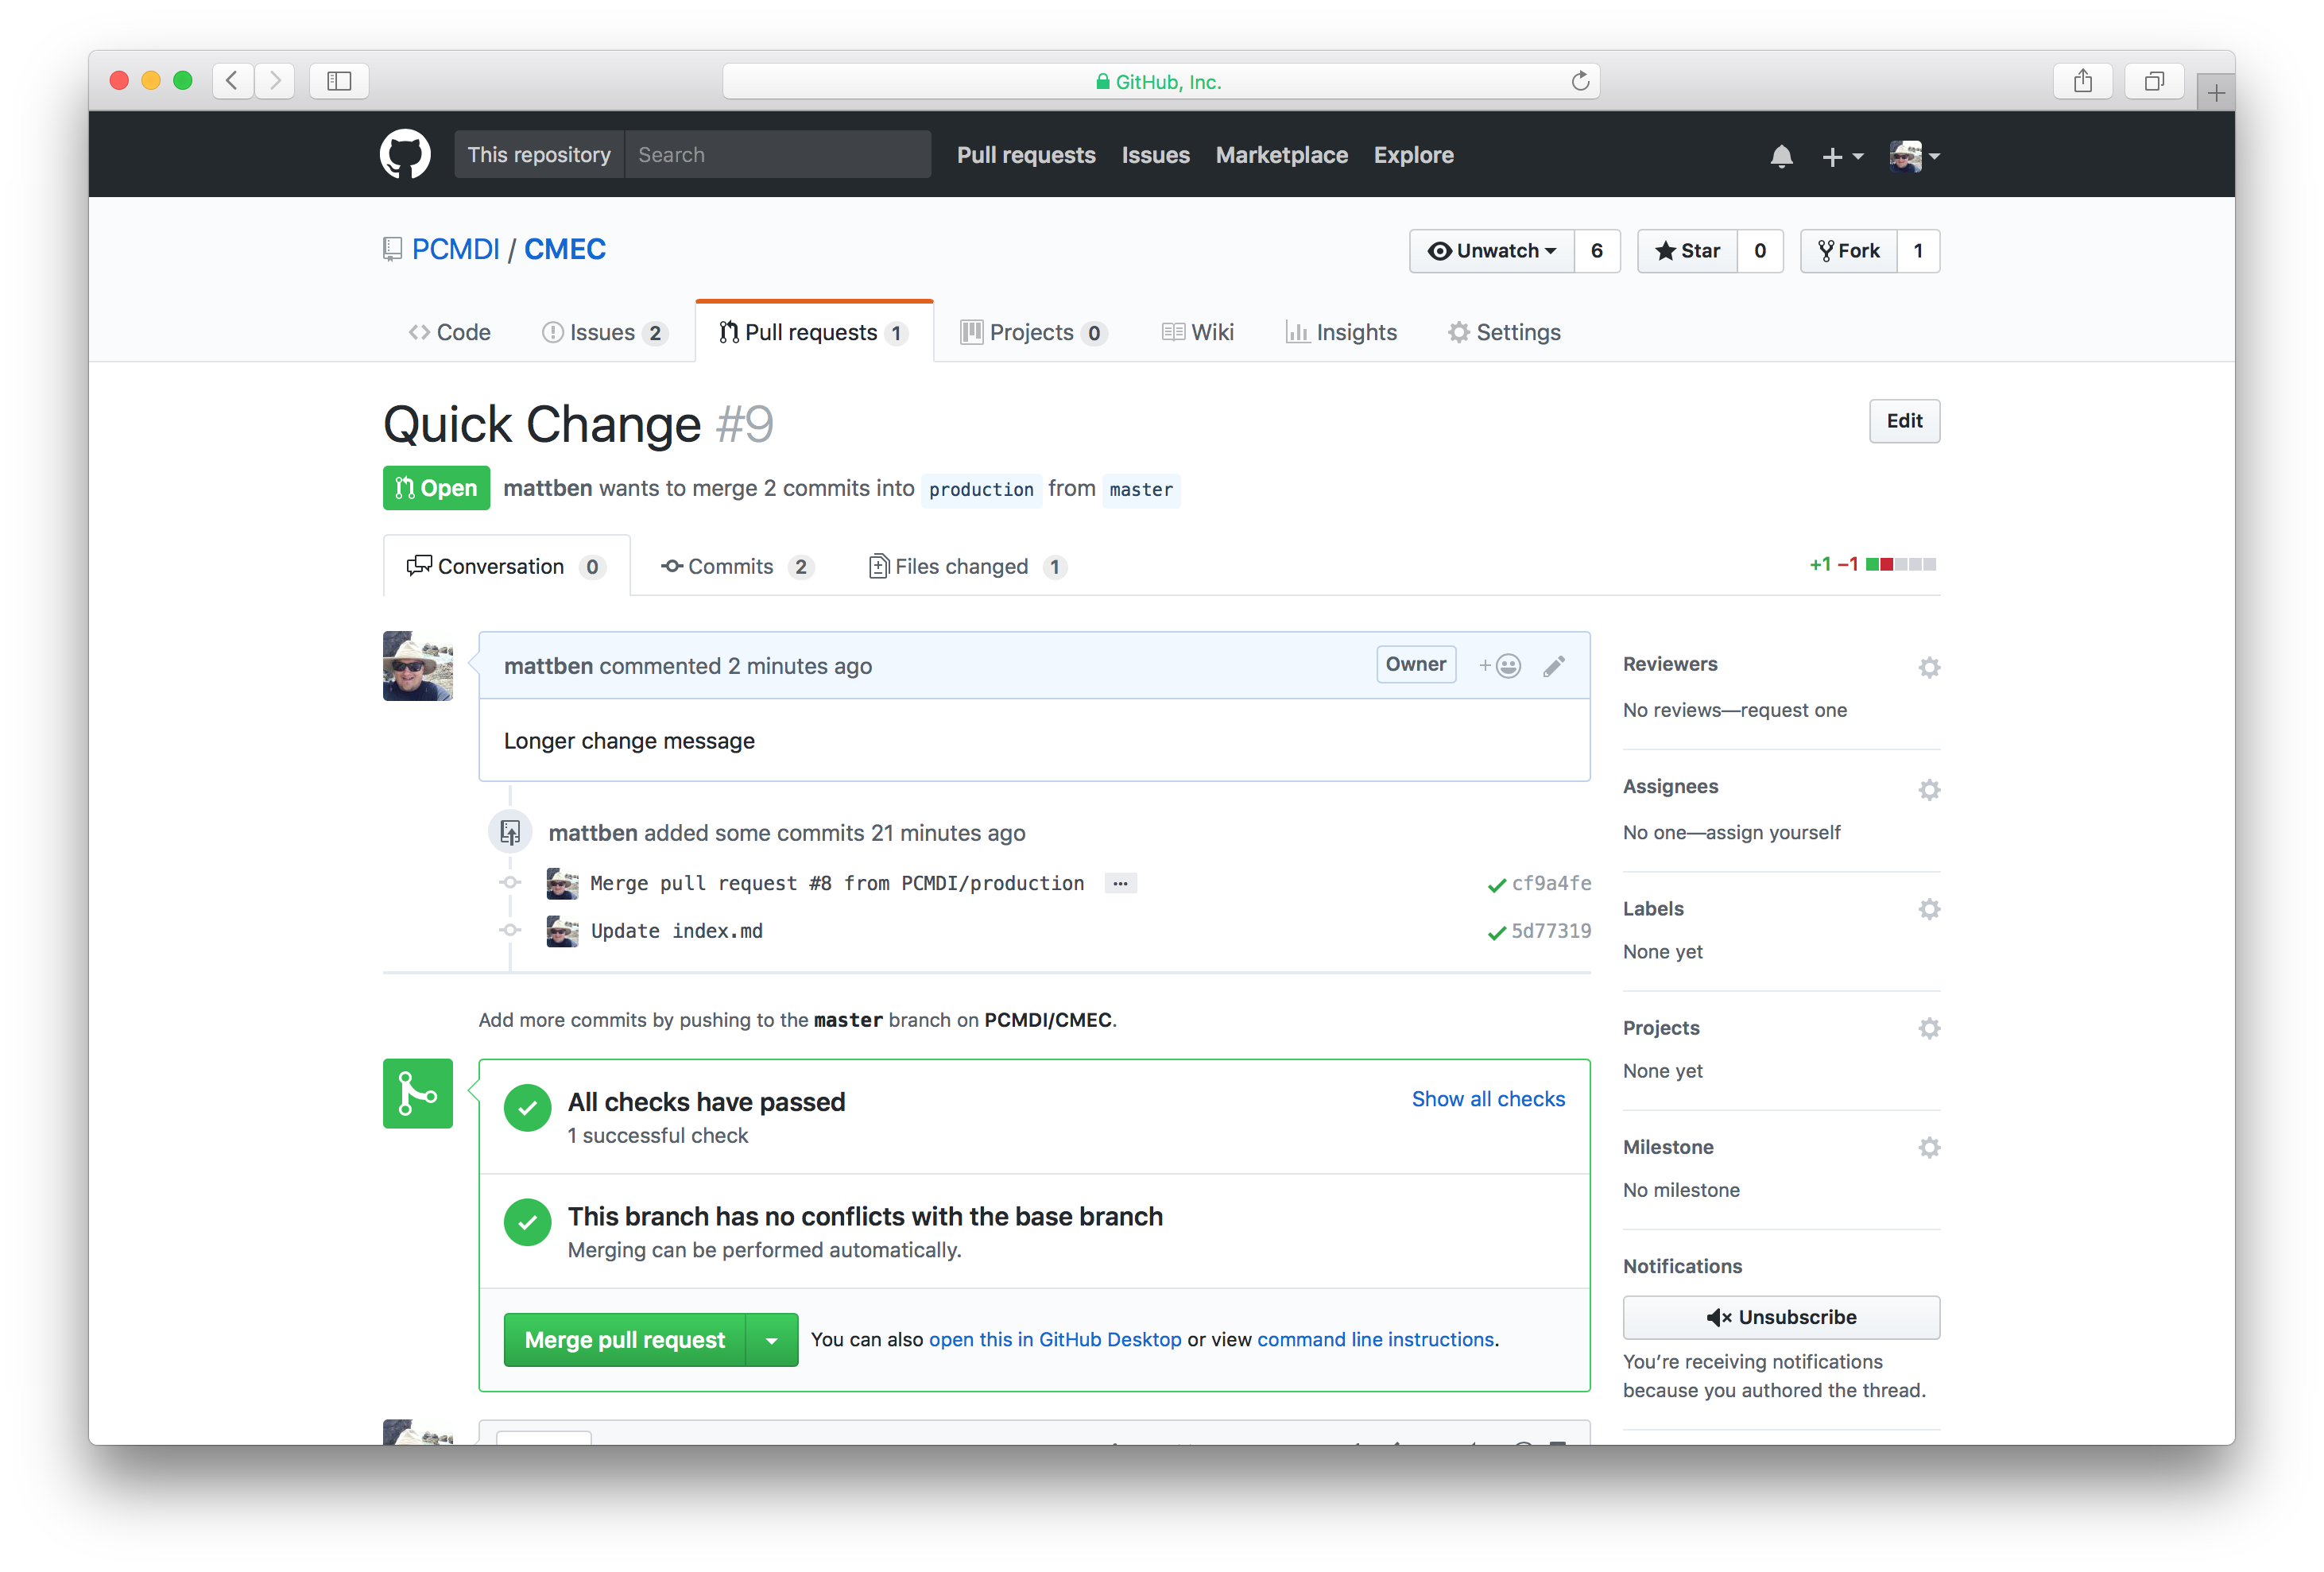 GitHub, Inc.
This repository Search Pull requests Issues Marketplace Explore
PCMDI / CMEC
Unwatch 6 Star 0 Fork 1
Code Issues 2 Pull requests 1 Projects 0 Wiki Insights Settings
Quick Change #9
Edit
Open mattben wants to merge 2 commits into production from master
Conversation 0 Commits 2 Files changed 1
+1 −1
mattben commented 2 minutes ago
Owner
Longer change message
mattben added some commits 21 minutes ago
Merge pull request #8 from PCMDI/production ... cf9a4fe
Update index.md 5d77319
Add more commits by pushing to the master branch on PCMDI/CMEC.
All checks have passed
Show all checks
1 successful check
This branch has no conflicts with the base branch
Merging can be performed automatically.
Merge pull request You can also open this in GitHub Desktop or view command line instructions.
Reviewers
No reviews—request one
Assignees
No one—assign yourself
Labels
None yet
Projects
None yet
Milestone
No milestone
Notifications
Unsubscribe
You’re receiving notifications
because you authored the thread.